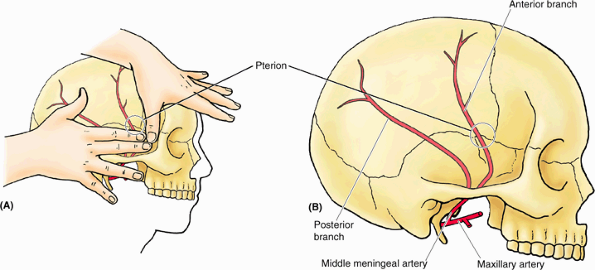 Anterior branch
Pterion
(A)
(B)
Posterior
branch
Middle meningeal artery
Maxillary artery